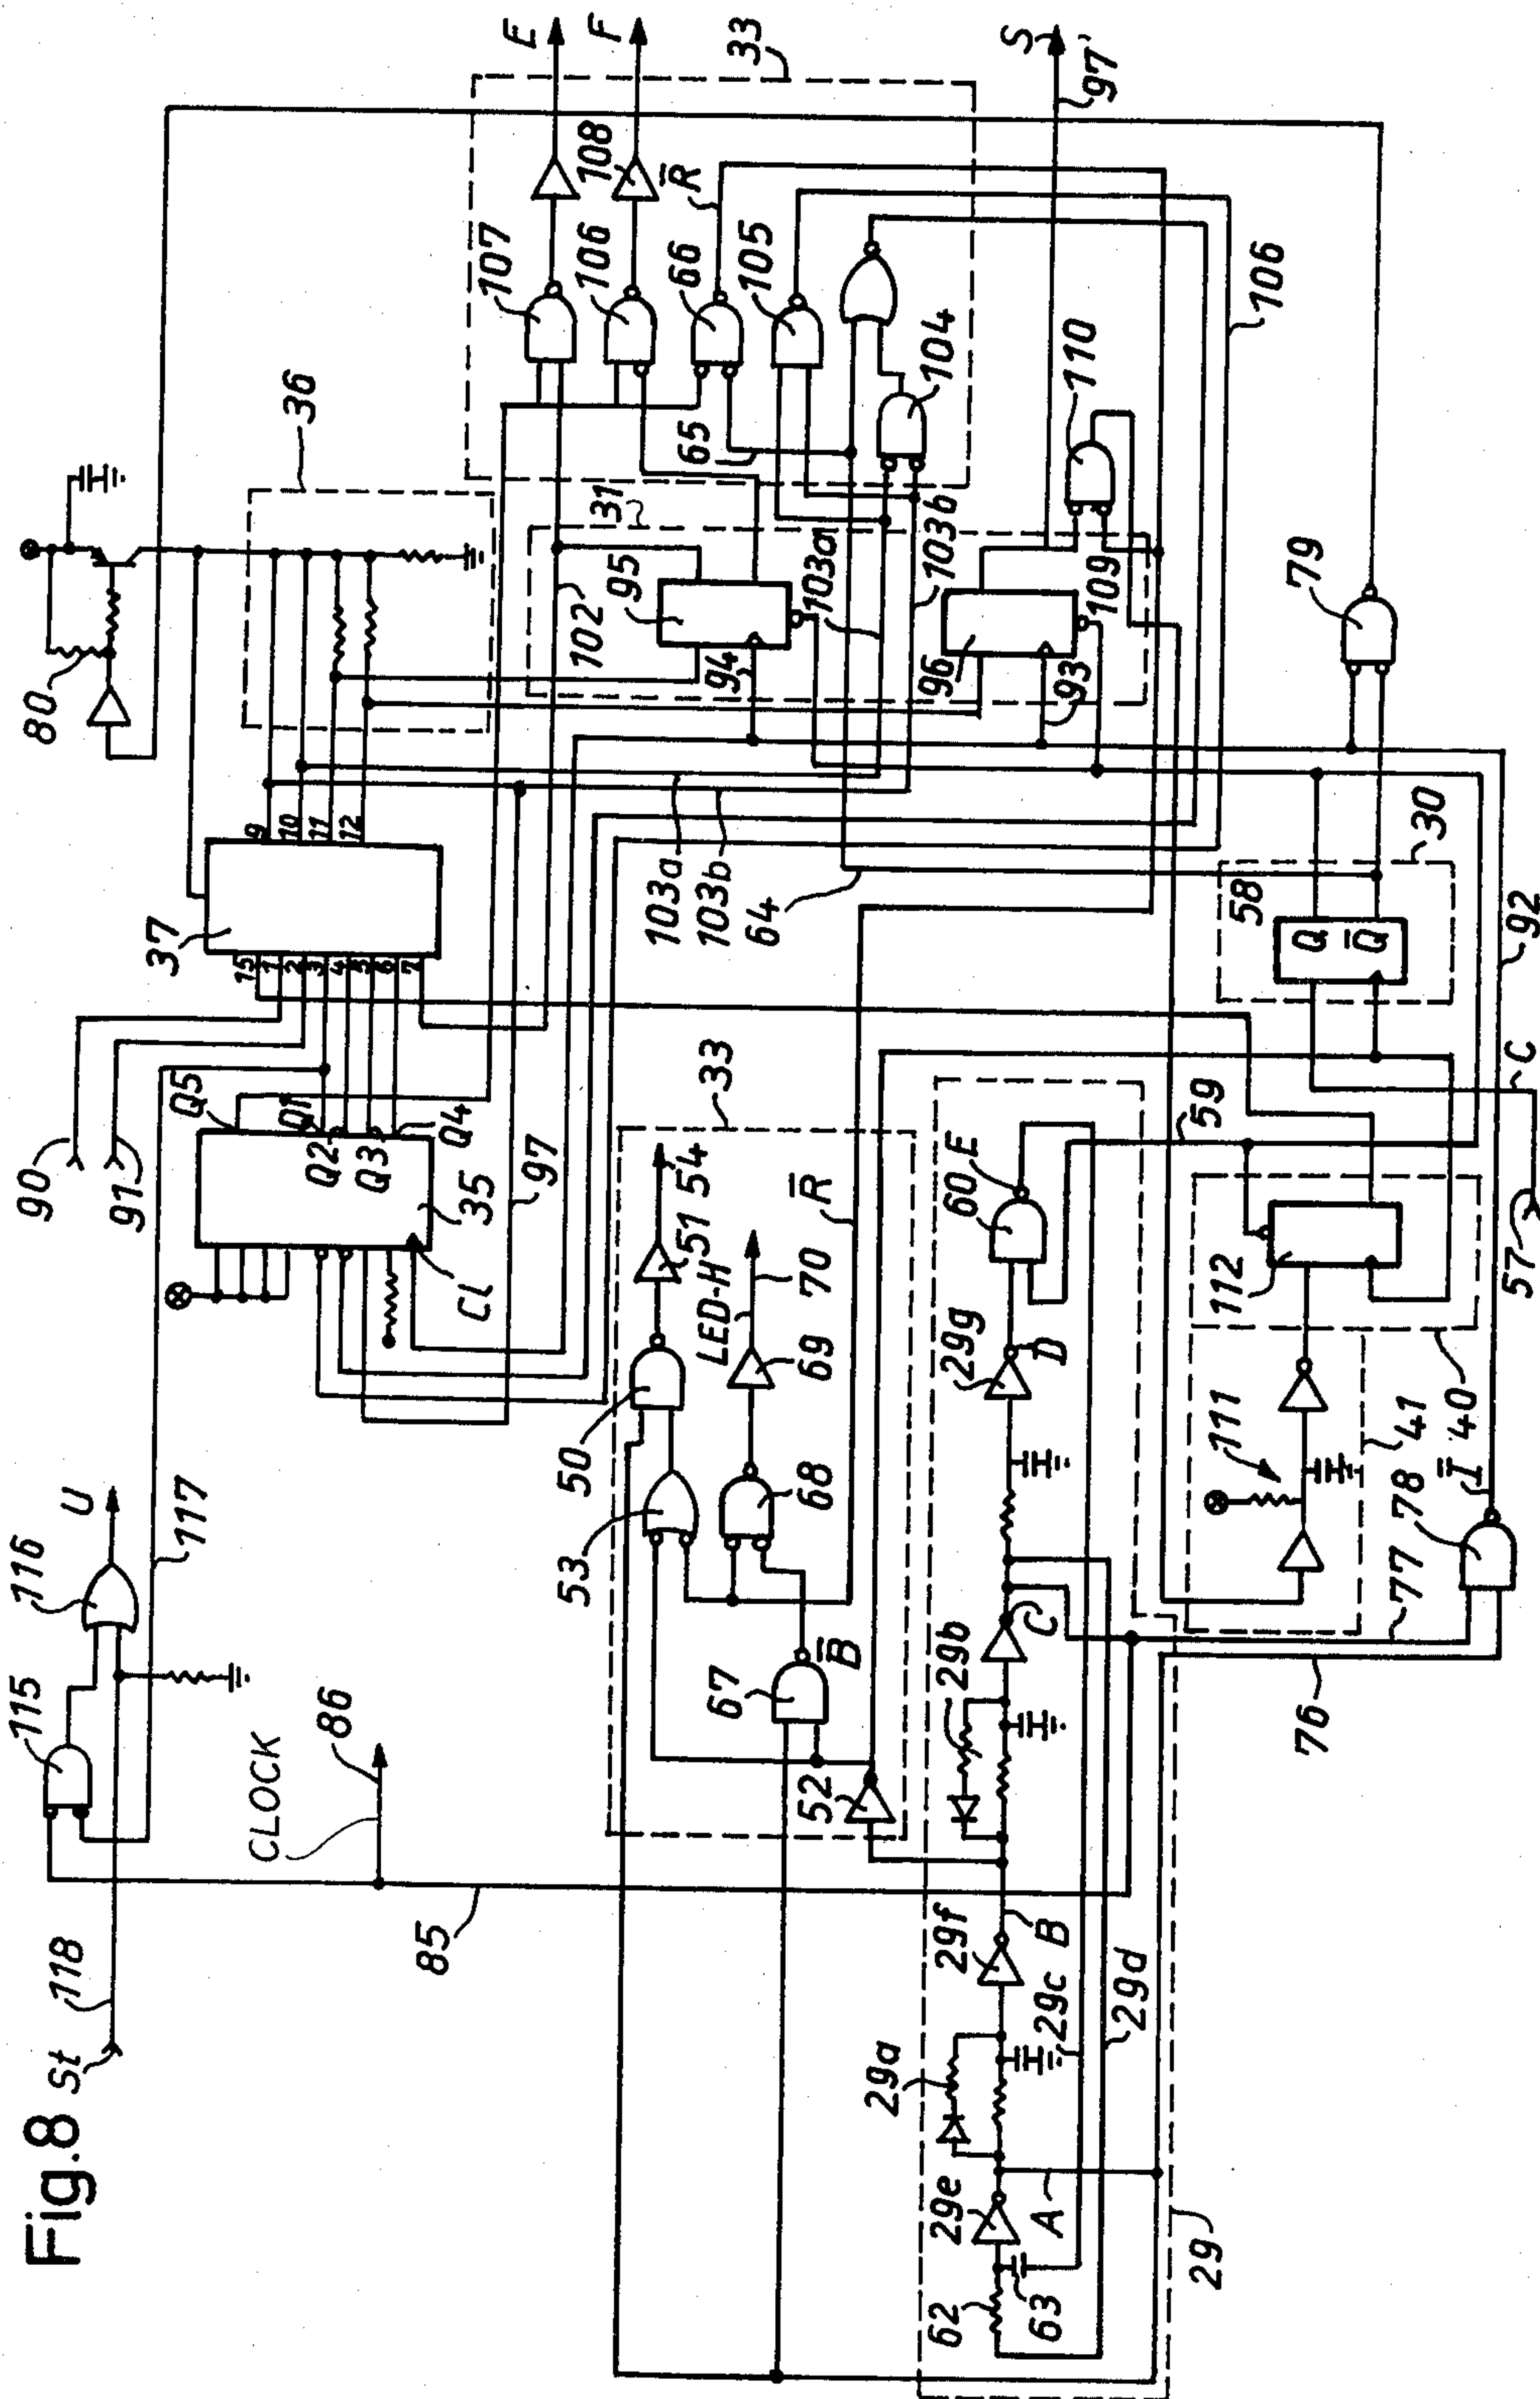 Fig.8
St
118
115
116
U
117
CLOCK
86
85
90
91
97
Q5
Q1
Q2
Q3
Q4
35
CL
37
15
1
2
3
4
5
6
7
9
10
11
12
80
36
E
F
33
107
106
108
66
R̅
105
104
65
31
102
95
94
103a
103b
96
93
109
110
S
97
106
103a
103b
64
79
58
Q
Q̅
30
92
C
57
33
54
51
50
53
LED-H
70
69
68
67
B̅
52
R̅
59
60
E
29g
D
29b
C
29f
B
29a
29c
29d
29e
A
62
63
29
112
111
41
40
I̅
78
77
76